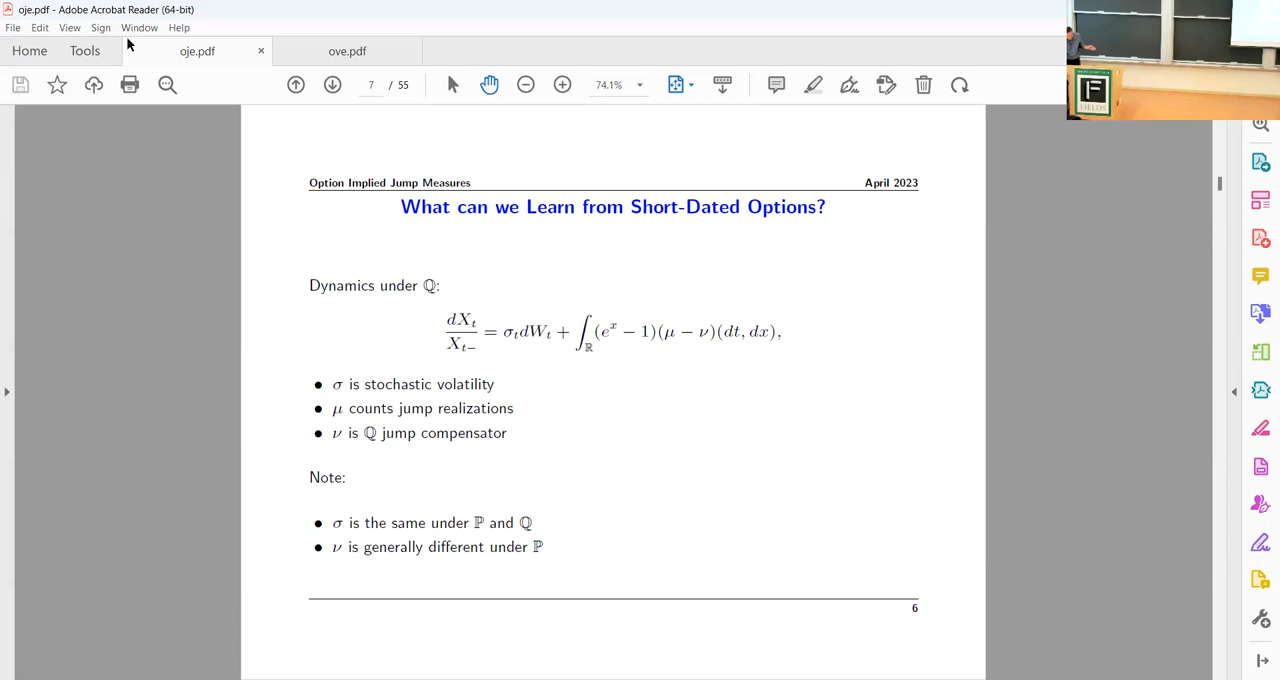 oje.pdf - Adobe Acrobat Reader (64-bit)
File Edit View Sign Window Help
Home Tools oje.pdf × ove.pdf
7 / 55 74.1%
F
FIELDS
Option Implied Jump Measures April 2023
What can we Learn from Short-Dated Options?
Dynamics under ℚ:
dX_t / X_{t−} = σ_t dW_t + ∫_ℝ (e^x − 1)(μ − ν)(dt, dx),
• σ is stochastic volatility
• μ counts jump realizations
• ν is ℚ jump compensator
Note:
• σ is the same under ℙ and ℚ
• ν is generally different under ℙ
6